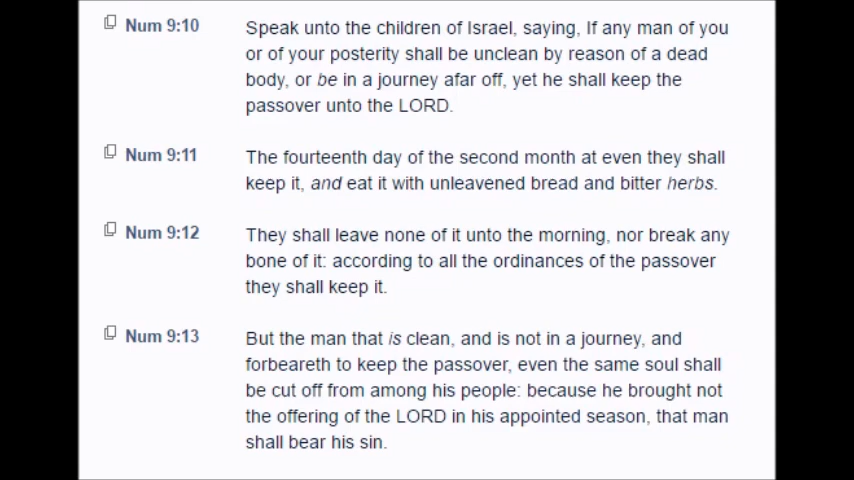 Num 9:10 Speak unto the children of Israel, saying, If any man of you
or of your posterity shall be unclean by reason of a dead
body, or be in a journey afar off, yet he shall keep the
passover unto the LORD.
Num 9:11 The fourteenth day of the second month at even they shall
keep it, and eat it with unleavened bread and bitter herbs.
Num 9:12 They shall leave none of it unto the morning, nor break any
bone of it: according to all the ordinances of the passover
they shall keep it.
Num 9:13 But the man that is clean, and is not in a journey, and
forbeareth to keep the passover, even the same soul shall
be cut off from among his people: because he brought not
the offering of the LORD in his appointed season, that man
shall bear his sin.